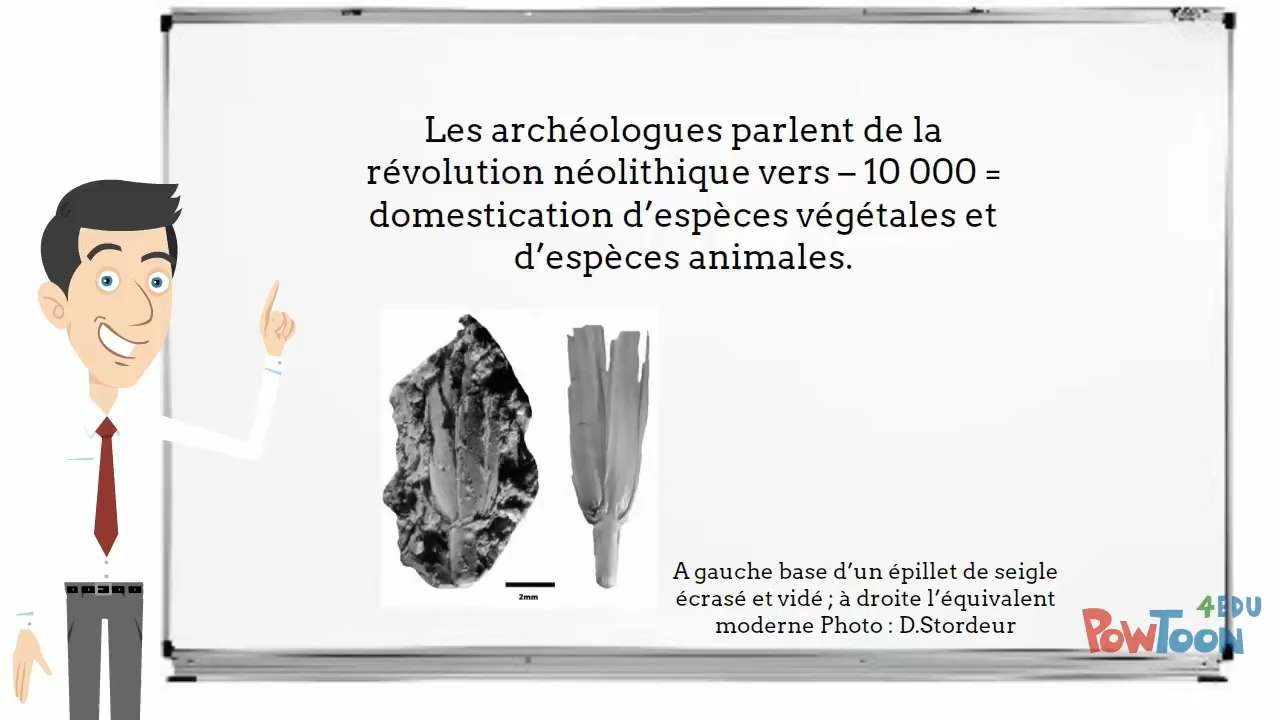 Les archéologues parlent de la
révolution néolithique vers – 10 000 =
domestication d’espèces végétales et
d’espèces animales.
2mm
A gauche base d’un épillet de seigle
écrasé et vidé ; à droite l’équivalent
moderne Photo : D.Stordeur
4EDU
POWTOON